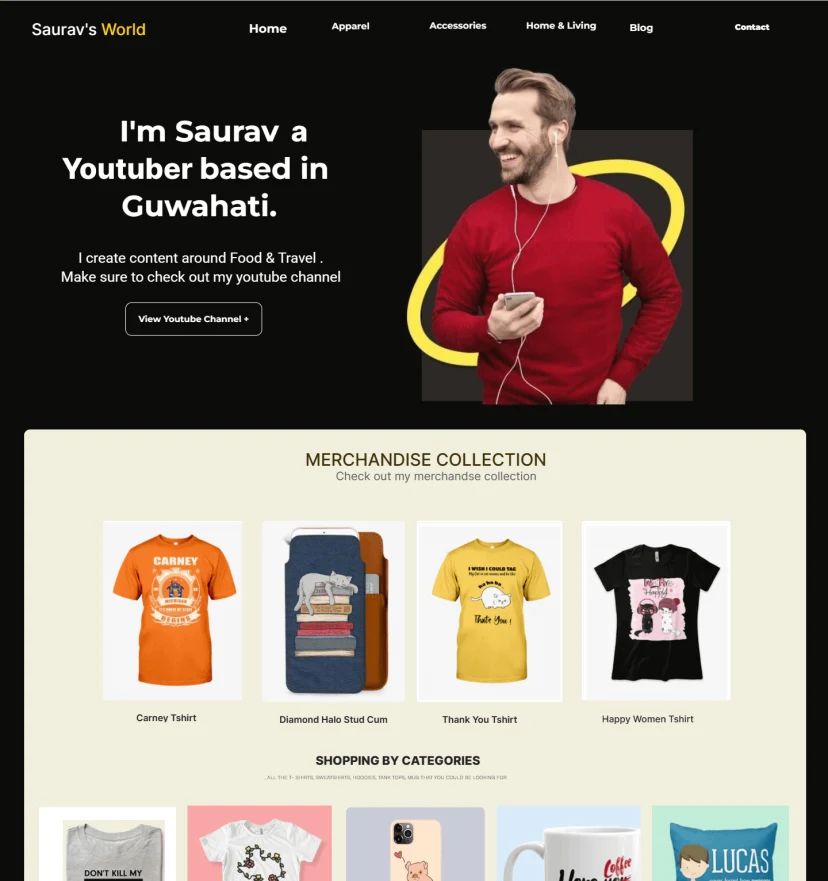 Saurav's World
Home
Apparel
Accessories
Home & Living
Blog
Contact
I'm Saurav a
Youtuber based in
Guwahati.
I create content around Food & Travel .
Make sure to check out my youtube channel
View Youtube Channel +
MERCHANDISE COLLECTION
Check out my merchandse collection
CARNEY
BEGINS
I WISH I COULD TAG
Thank You !
Happy
Carney Tshirt
Diamond Halo Stud Cum
Thank You Tshirt
Happy Women Tshirt
SHOPPING BY CATEGORIES
ALL THE T- SHIRTS, SWEATSHIRTS, HOODIES, TANK TOPS, MUG THAT YOU COULD BE LOOKING FOR
DON'T KILL MY
Coffee
LUCAS